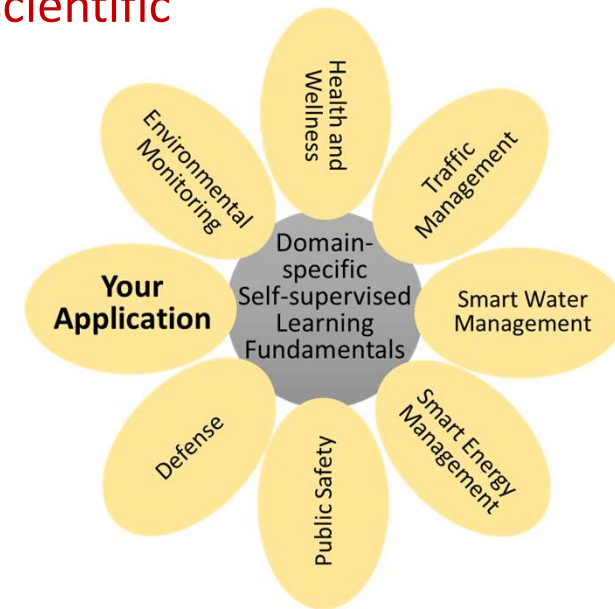 scientific
Health and
Wellness
Traffic
Management
Smart Water
Management
Smart Energy
Management
Public Safety
Defense
Your
Application
Environmental
Monitoring
Domain-
specific
Self-supervised
Learning
Fundamentals